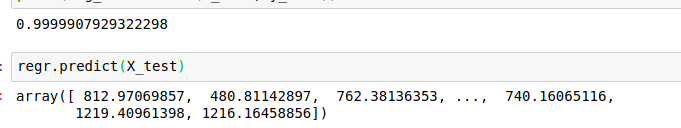 0.9999907929322298
regr.predict(X_test)
array([ 812.97069857,  480.81142897,  762.38136353, ...,  740.16065116,
       1219.40961398, 1216.16458856])